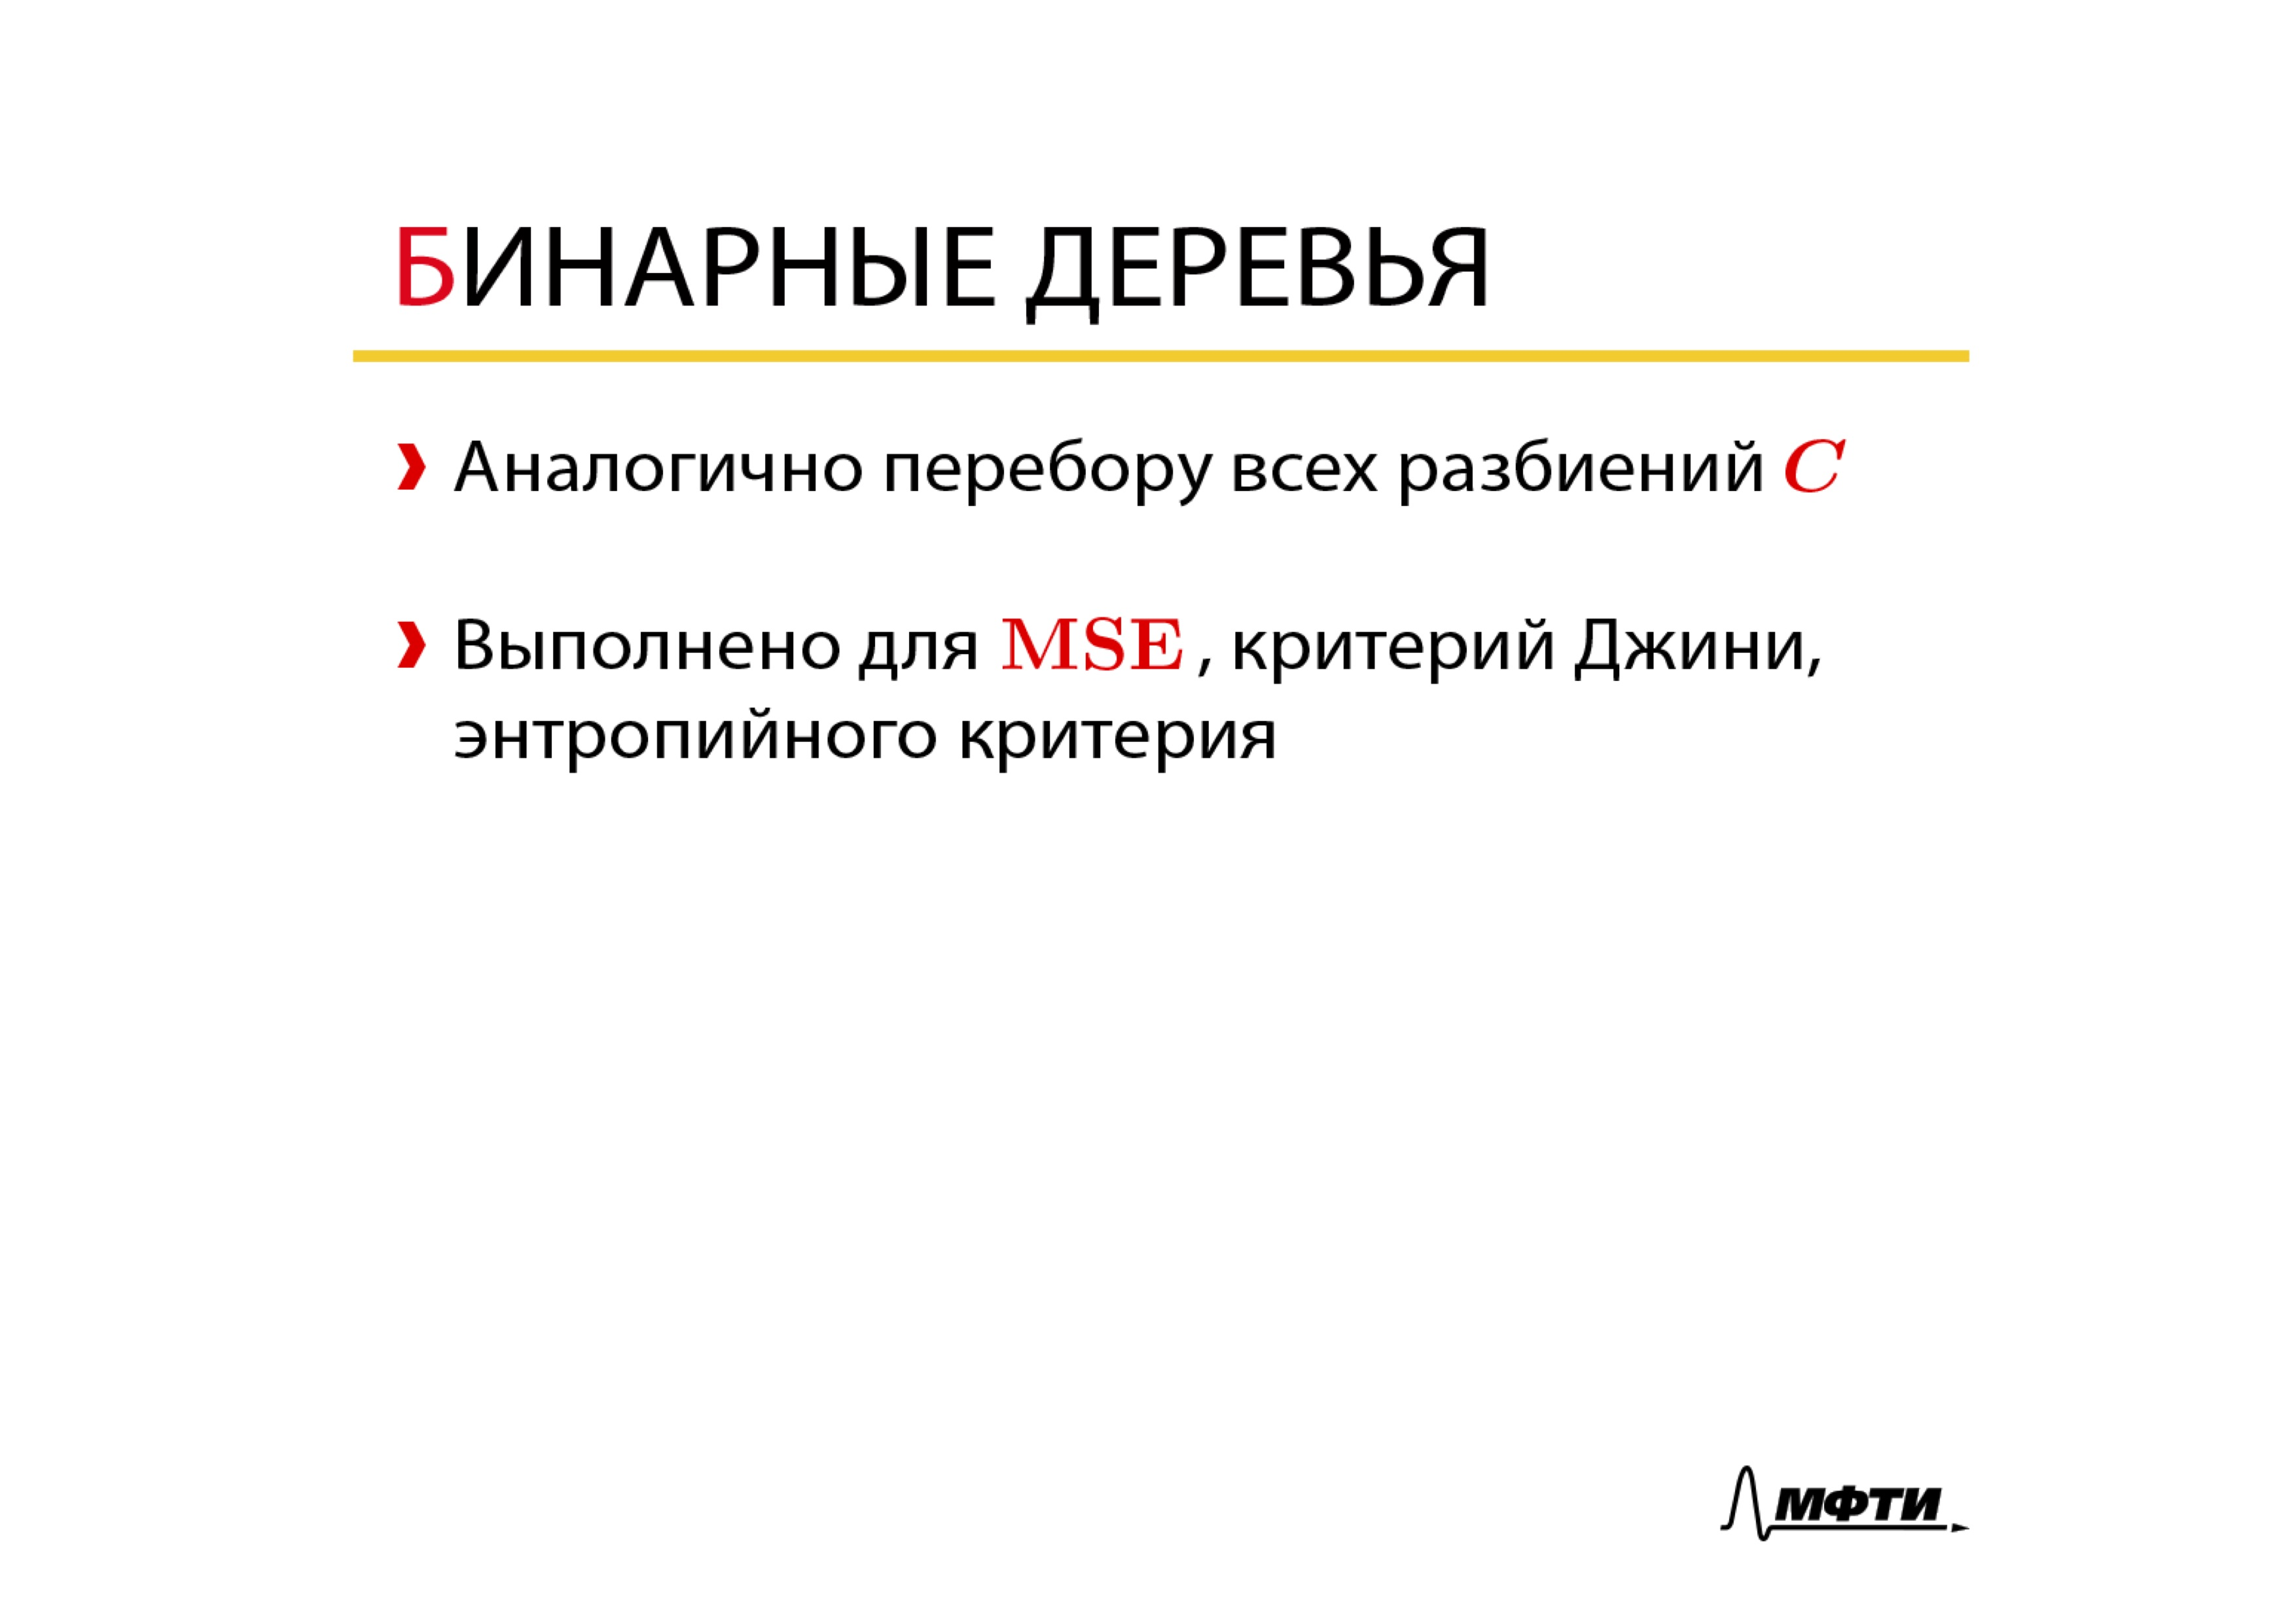 БИНАРНЫЕ ДЕРЕВЬЯ
Аналогично перебору всех разбиений C
Выполнено для MSE, критерий Джини,
энтропийного критерия
МФТИ